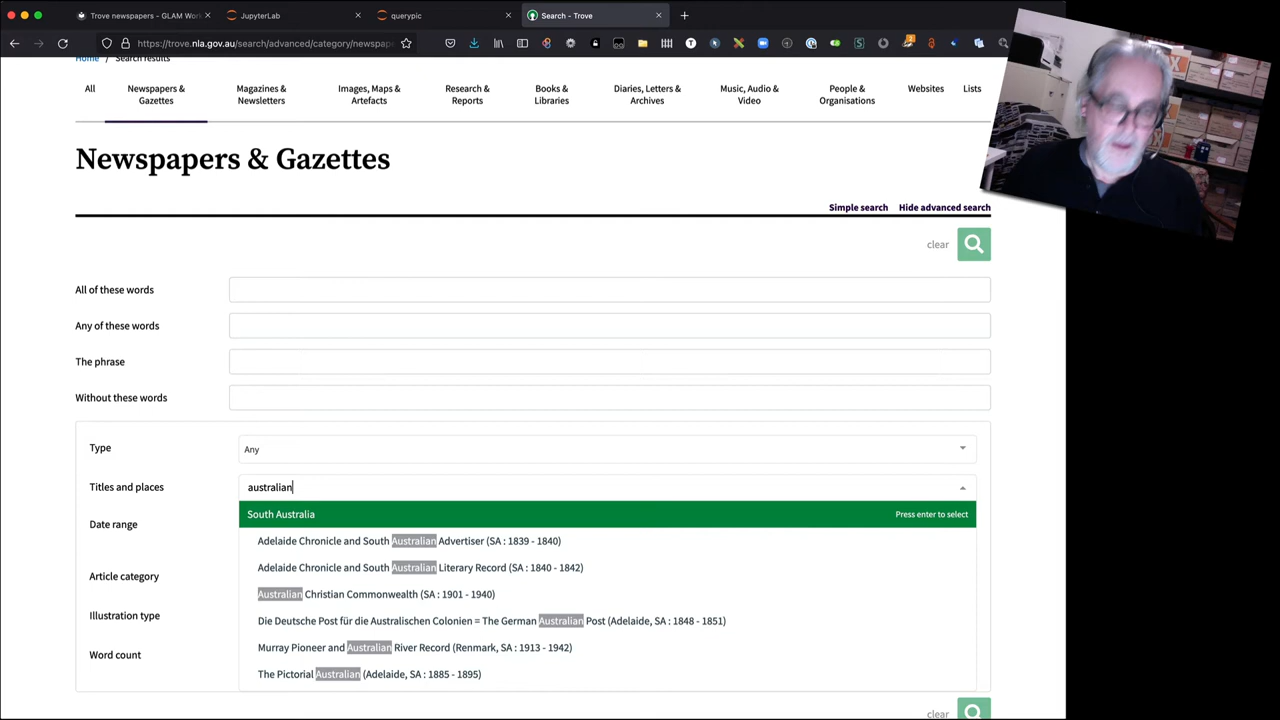 Trove newspapers - GLAM Wor
JupyterLab
querypic
Search - Trove
https://trove.nla.gov.au/search/advanced/category/newspape
Home / Search results
All
Newspapers & Gazettes
Magazines & Newsletters
Images, Maps & Artefacts
Research & Reports
Books & Libraries
Diaries, Letters & Archives
Music, Audio & Video
People & Organisations
Websites
Lists
Newspapers & Gazettes
Simple search Hide advanced search
clear
All of these words
Any of these words
The phrase
Without these words
Type Any
Titles and places australian
South Australia Press enter to select
Date range
Adelaide Chronicle and South Australian Advertiser (SA : 1839 - 1840)
Adelaide Chronicle and South Australian Literary Record (SA : 1840 - 1842)
Article category
Australian Christian Commonwealth (SA : 1901 - 1940)
Illustration type
Die Deutsche Post für die Australischen Colonien = The German Australian Post (Adelaide, SA : 1848 - 1851)
Murray Pioneer and Australian River Record (Renmark, SA : 1913 - 1942)
Word count
The Pictorial Australian (Adelaide, SA : 1885 - 1895)
clear